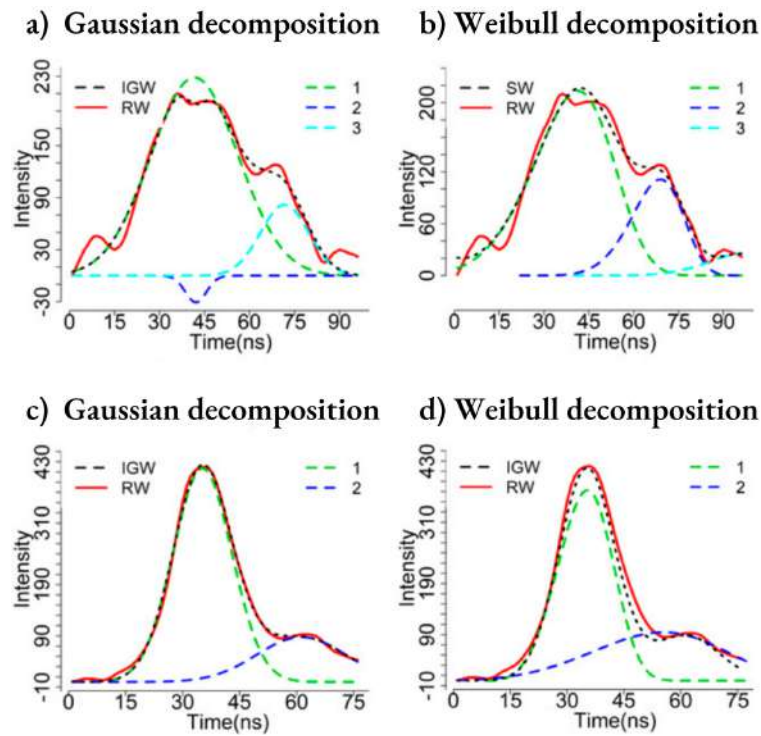 a) Gaussian decomposition
b) Weibull decomposition
230
150
90
30
-30
Intensity
IGW
RW
1
2
3
0 15 30 45 60 75 90
Time(ns)
200
120
60
0
Intensity
SW
RW
1
2
3
0 15 30 45 60 75 90
Time(ns)
c) Gaussian decomposition
d) Weibull decomposition
430
310
190
90
-10
Intensity
IGW
RW
1
2
0 15 30 45 60 75
Time(ns)
430
310
190
90
-10
Intensity
IGW
RW
1
2
0 15 30 45 60 75
Time(ns)